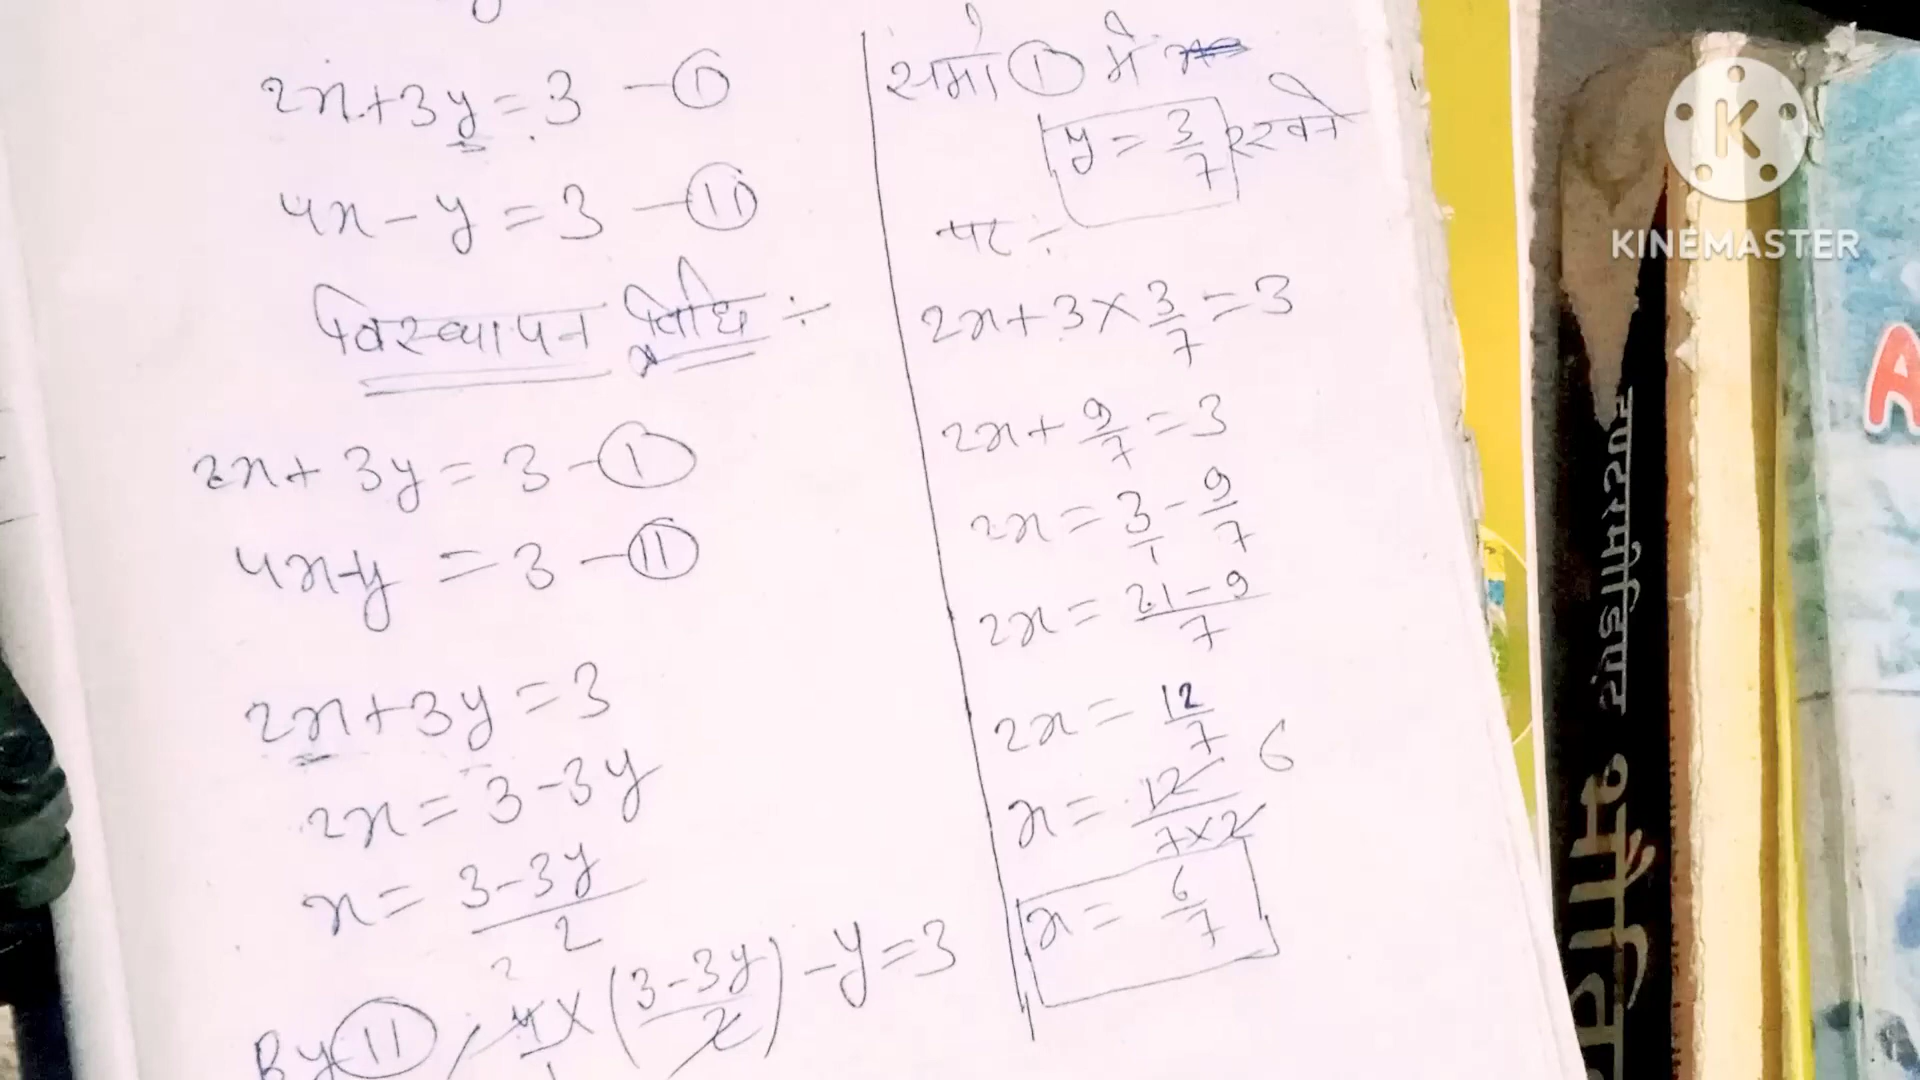 2x+3y=3 -①
4x-y=3 -⑪
विस्थापन विधि ÷
2x+3y=3 -①
4x-y=3 -⑪
2x+3y=3
2x=3-3y
x=3-3y/2
By ⑪, 4/1×(3-3y/2)-y=3
समी० ① में
y=3/7 रखने
पर ÷
2x+3×3/7=3
2x+9/7=3
2x=3/1-9/7
2x=21-9/7
2x=12/7
x=12/7×2 6
x=6/7
K
KINEMASTER
A